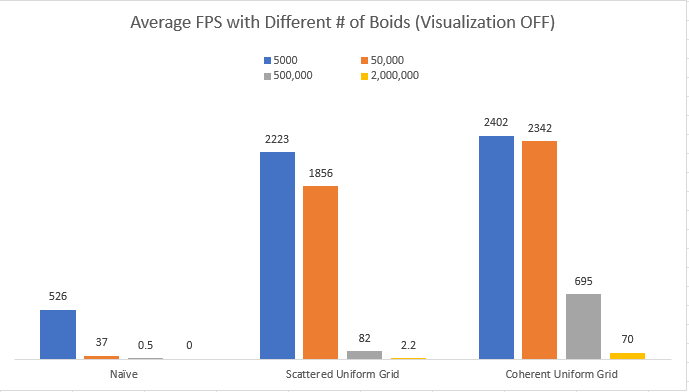 Average FPS with Different # of Boids (Visualization OFF)
5000 50,000
500,000 2,000,000
526 37 0.5 0
2223 1856 82 2.2
2402 2342 695 70
Naïve Scattered Uniform Grid Coherent Uniform Grid